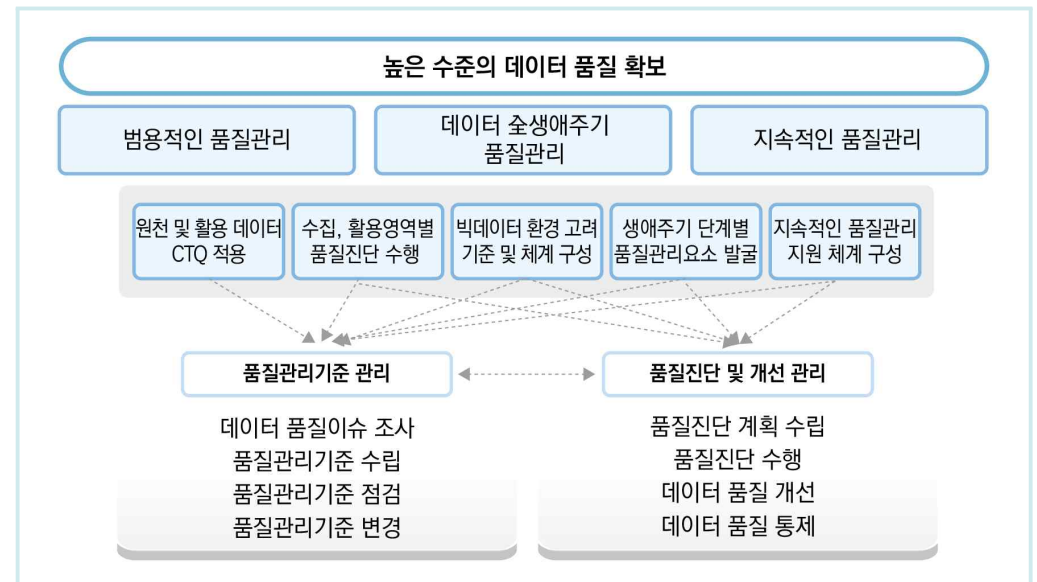 높은 수준의 데이터 품질 확보
범용적인 품질관리
데이터 全생애주기
품질관리
지속적인 품질관리
원천 및 활용 데이터
CTQ 적용
수집, 활용영역별
품질진단 수행
빅데이터 환경 고려
기준 및 체계 구성
생애주기 단계별
품질관리요소 발굴
지속적인 품질관리
지원 체계 구성
품질관리기준 관리
품질진단 및 개선 관리
데이터 품질이슈 조사
품질관리기준 수립
품질관리기준 점검
품질관리기준 변경
품질진단 계획 수립
품질진단 수행
데이터 품질 개선
데이터 품질 통제